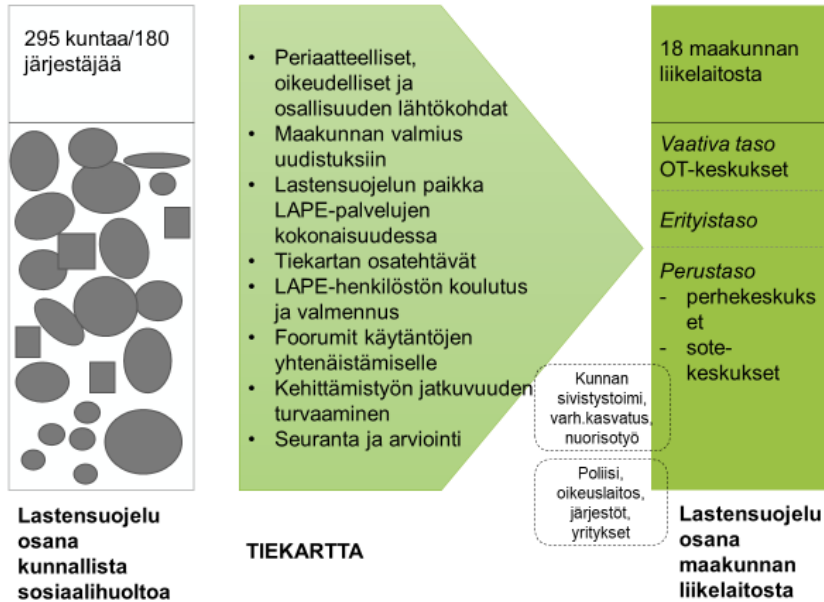 295 kuntaa/180
järjestäjää
Lastensuojelu
osana
kunnallista
sosiaalihuoltoa
• Periaatteelliset,
oikeudelliset ja
osallisuuden lähtökohdat
• Maakunnan valmius
uudistuksiin
• Lastensuojelun paikka
LAPE-palvelujen
kokonaisuudessa
• Tiekartan osatehtävät
• LAPE-henkilöstön koulutus
ja valmennus
• Foorumit käytäntöjen
yhtenäistämiselle
• Kehittämistyön jatkuvuuden
turvaaminen
• Seuranta ja arviointi
TIEKARTTA
Kunnan
sivistystoimi,
varh.kasvatus,
nuorisotyö
Poliisi,
oikeuslaitos,
järjestöt,
yritykset
18 maakunnan
liikelaitosta
Vaativa taso
OT-keskukset
Erityistaso
Perustaso
- perhekeskuks
et
- sote-
keskukset
Lastensuojelu
osana
maakunnan
liikelaitosta